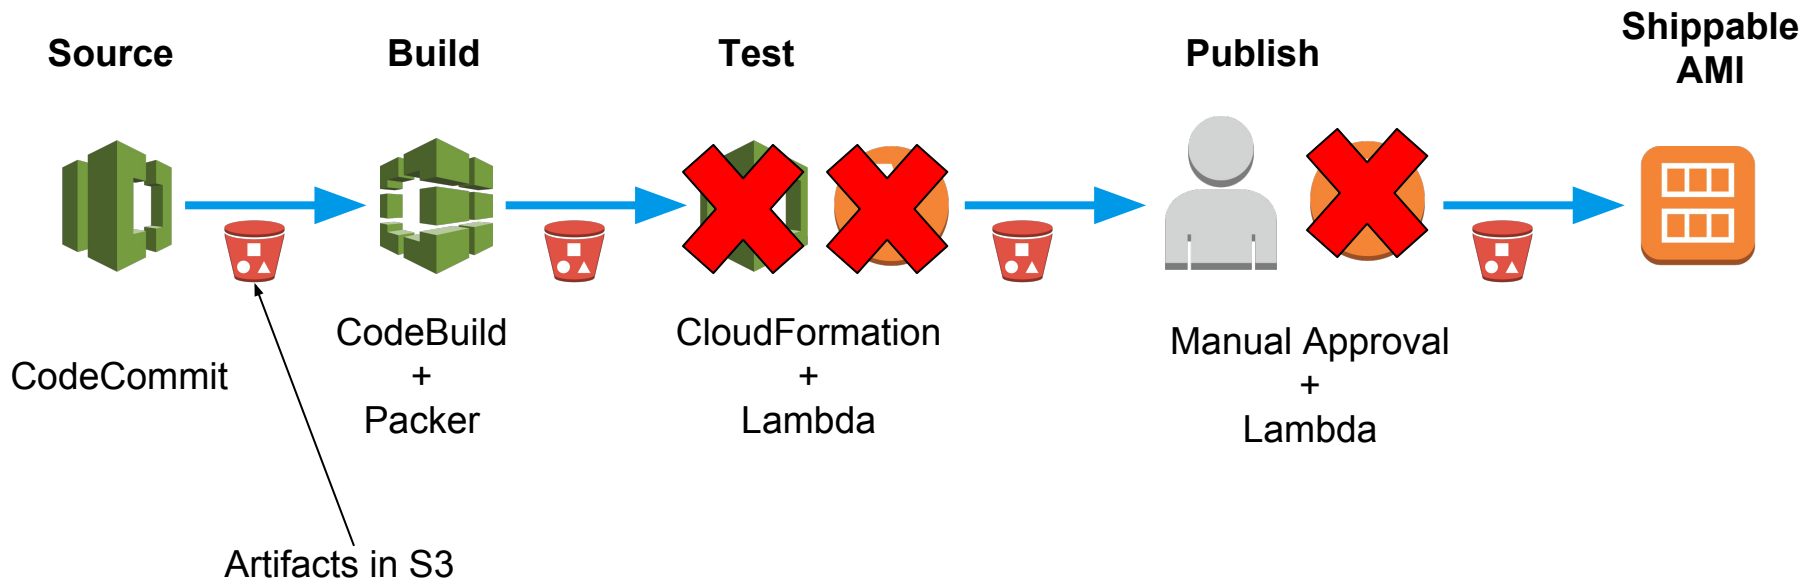 Source
Build
Test
Publish
Shippable
AMI
CodeCommit
CodeBuild
+
Packer
CloudFormation
+
Lambda
Manual Approval
+
Lambda
Artifacts in S3